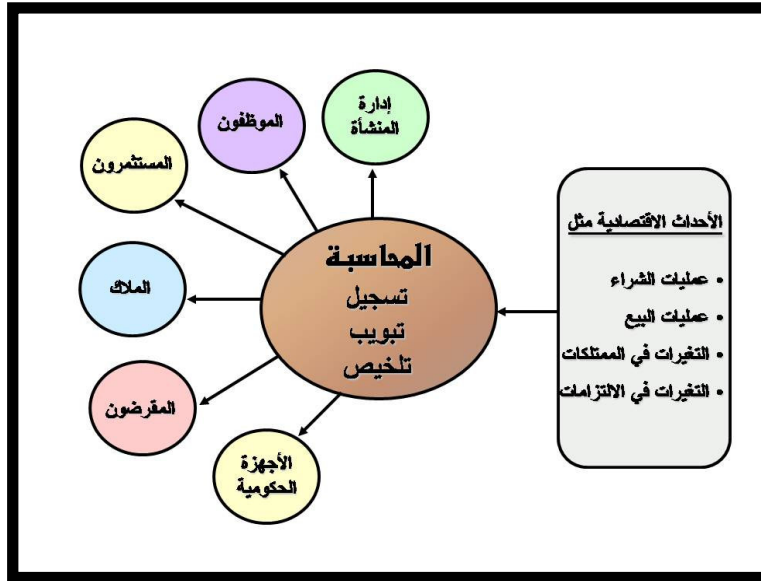 إدارة
المنشأة
الموظفون
المستثمرون
الملاك
المقرضون
الأجهزة
الحكومية
المحاسبة
تسجيل
تبويب
تلخيص
الأحداث الاقتصادية مثل
• عمليات الشراء
• عمليات البيع
• التغيرات في الممتلكات
• التغيرات في الالتزامات